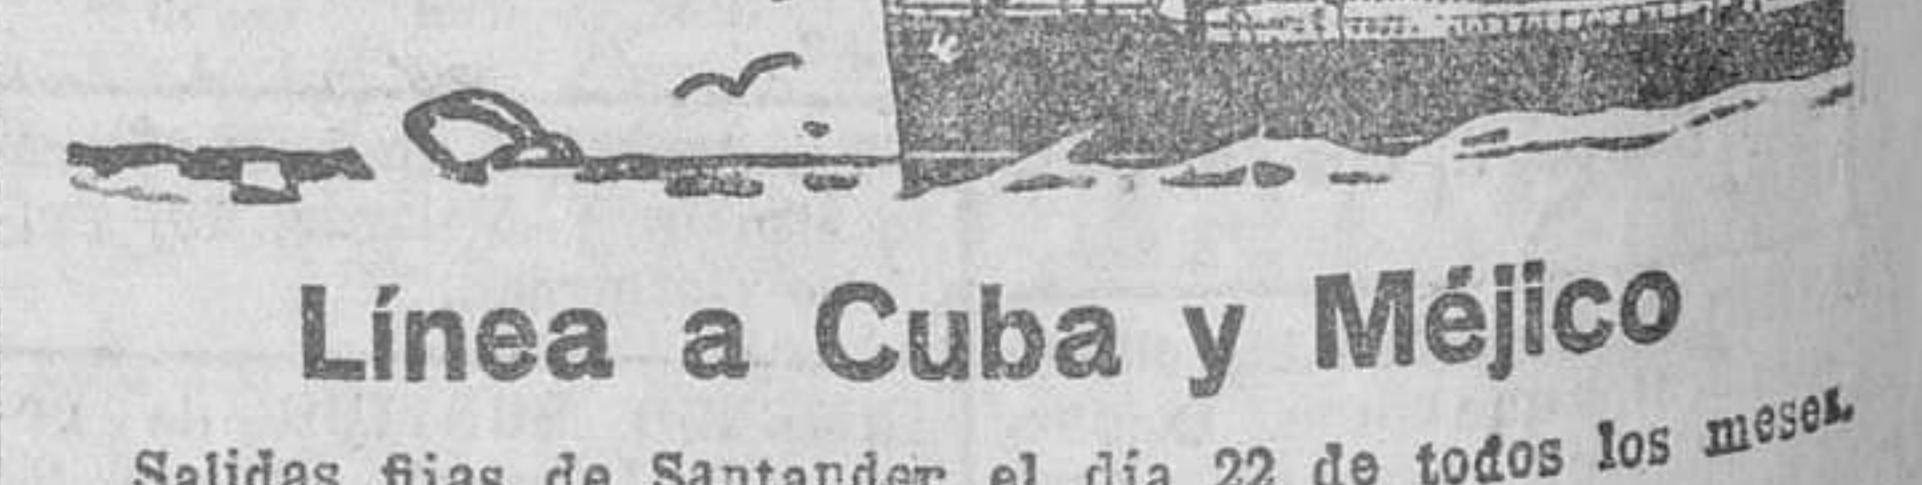 Línea a Cuba y Méjico
Salidas fijas de Santander el día 22 de todos los meses.